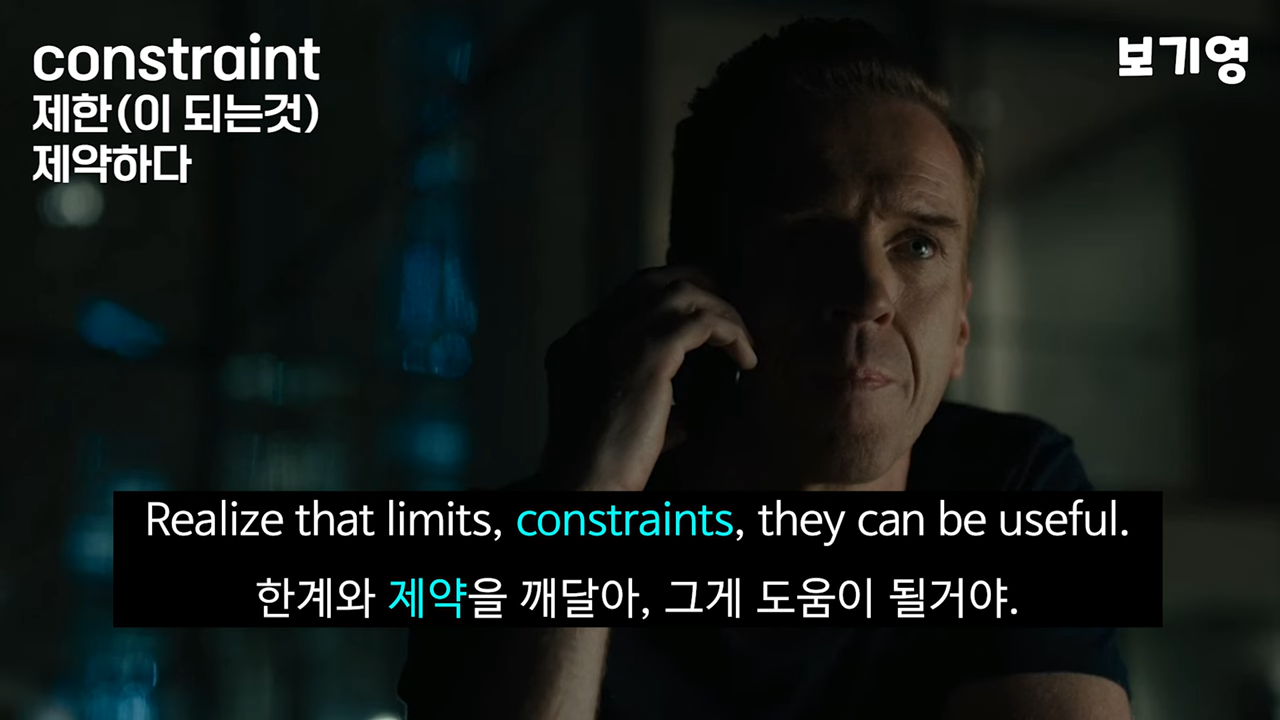 constraint
제한(이 되는것)
제약하다
보기영
Realize that limits, constraints, they can be useful.
한계와 제약을 깨달아, 그게 도움이 될거야.